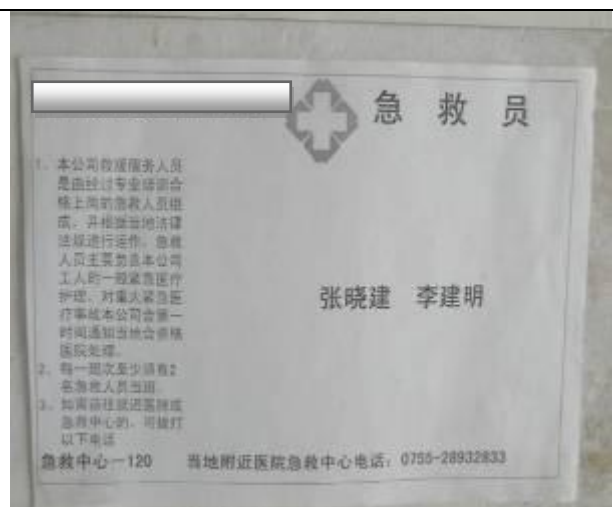 急救员
1、本公司救援服务人员
是由经过专业培训合
格上岗的急救人员组
成，并根据当地法律
法规进行运作。急救
人员主要负责本公司
工人的一般紧急医疗
护理，对重大紧急医
疗事故本公司会第一
时间通知当地合资格
医院处理。
张晓建 李建明
2、每一班次至少须有2
名急救人员当班。
3、如需前往就近医院或
急救中心的，可拨打
以下电话
急救中心—120 当地附近医院急救中心电话：0755-28932833